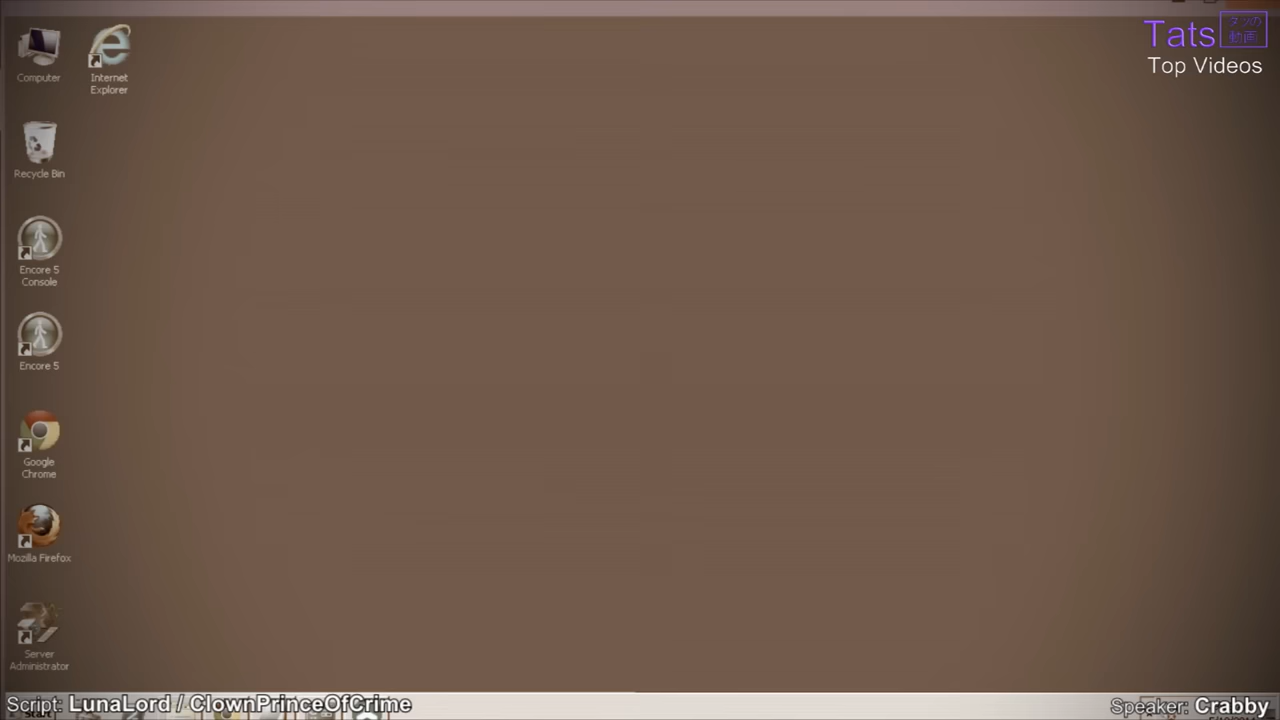 Computer
Internet
Explorer
Recycle Bin
Encore 5
Console
Encore 5
Google
Chrome
Mozilla Firefox
Server
Administrator
Tats タツの
動画
Top Videos
Script: LunaLord / ClownPrinceOfCrime
Speaker: Crabby
Start